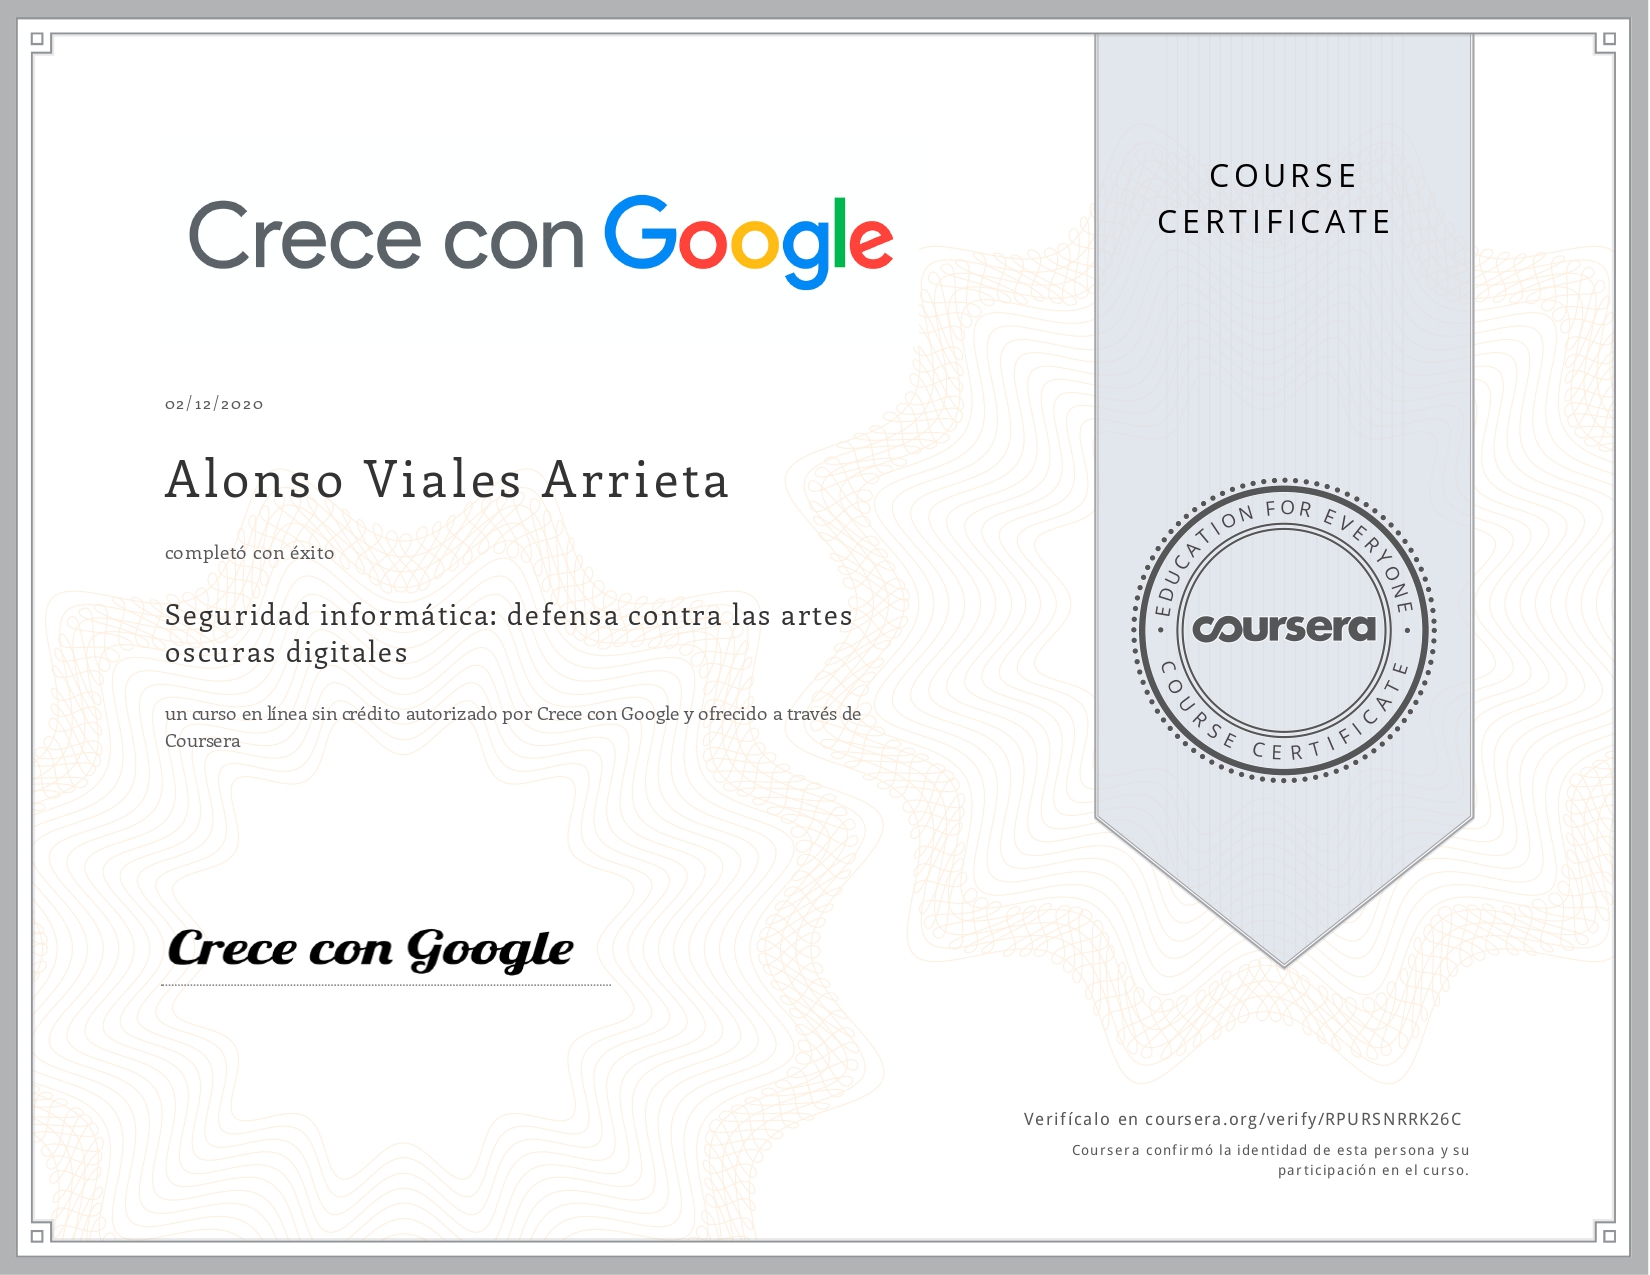 Crece con Google
COURSE
CERTIFICATE
02/12/2020
Alonso Viales Arrieta
completó con éxito
Seguridad informática: defensa contra las artes
oscuras digitales
un curso en línea sin crédito autorizado por Crece con Google y ofrecido a través de
Coursera
EDUCATION FOR EVERYONE
coursera
COURSE CERTIFICATE
Crece con Google
Verifícalo en coursera.org/verify/RPURSNRRK26C
Coursera confirmó la identidad de esta persona y su
participación en el curso.